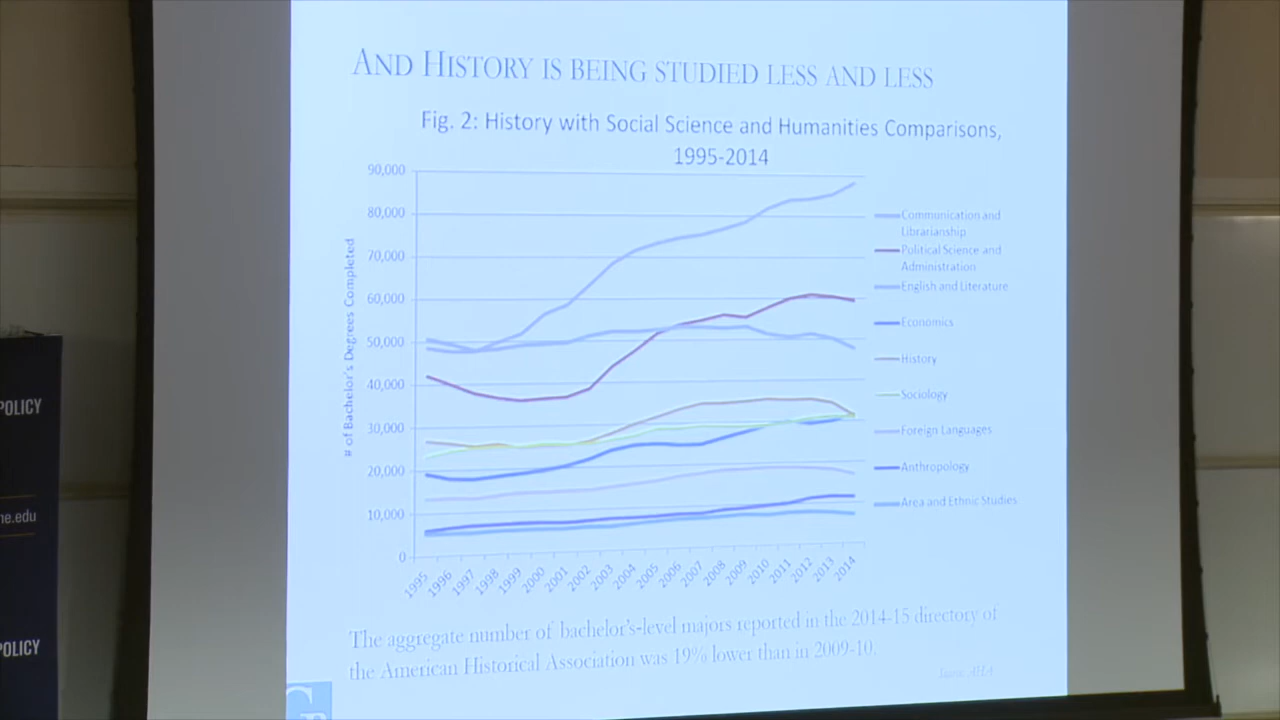 AND HISTORY IS BEING STUDIED LESS AND LESS
Fig. 2: History with Social Science and Humanities Comparisons,
1995-2014
# of Bachelor's Degrees Completed
90,000
80,000
70,000
60,000
50,000
40,000
30,000
20,000
10,000
0
1995 1996 1997 1998 1999 2000 2001 2002 2003 2004 2005 2006 2007 2008 2009 2010 2011 2012 2013 2014
Communication and
Librarianship
Political Science and
Administration
English and Literature
Economics
History
Sociology
Foreign Languages
Anthropology
Area and Ethnic Studies
The aggregate number of bachelor's-level majors reported in the 2014-15 directory of
the American Historical Association was 19% lower than in 2009-10.
Source: AHA
POLICY
ne.edu
POLICY